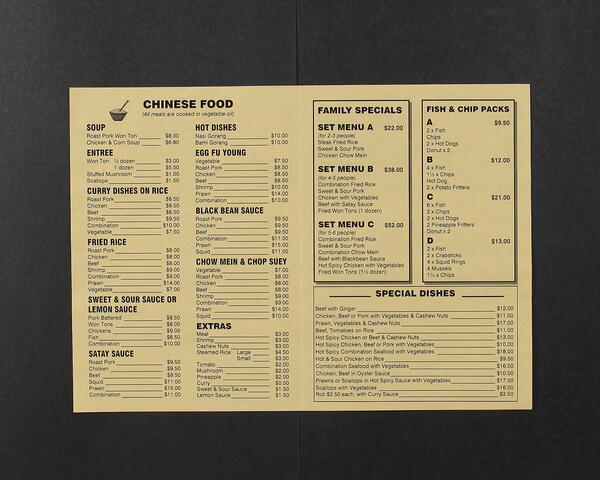 CHINESE FOOD
(All meals are cooked in vegetable oil)
SOUP
Roast Pork Won Ton $8.00
Chicken & Corn Soup $6.80
ENTREE
Won Ton ½ dozen $3.00
1 dozen $5.50
Stuffed Mushroom $1.00
Scallops $1.50
CURRY DISHES ON RICE
Roast Pork $8.50
Chicken $8.50
Beef $8.50
Shrimp $9.50
Combination $10.00
Vegetable $7.50
FRIED RICE
Roast Pork $8.00
Chicken $8.00
Beef $8.00
Shrimp $9.00
Combination $9.00
Prawn $14.00
Vegetable $7.00
SWEET & SOUR SAUCE OR
LEMON SAUCE
Pork Battered $8.50
Won Tons $8.00
Chickens $9.00
Fish $8.50
Combination $10.50
SATAY SAUCE
Roast Pork $9.50
Chicken $9.50
Beef $9.50
Squid $11.00
Prawn $15.00
Combination $11.00
HOT DISHES
Nasi Gorang $10.00
Bami Gorang $10.00
EGG FU YOUNG
Vegetable $7.50
Roast Pork $8.50
Chicken $8.50
Beef $8.50
Shrimp $10.00
Prawn $14.00
Combination $10.00
BLACK BEAN SAUCE
Roast Pork $9.50
Chicken $9.50
Beef $9.50
Combination $11.00
Prawn $15.00
Squid $11.00
CHOW MEIN & CHOP SUEY
Vegetable $7.00
Roast Pork $8.00
Chicken $8.00
Beef $8.00
Shrimp $9.00
Combination $9.00
Prawn $14.00
Squid $10.00
EXTRAS
Meat $3.00
Shrimp $3.00
Cashew Nuts $3.00
Steamed Rice: Large $4.50
Small $3.00
Tomato $2.00
Mushroom $2.00
Pineapple $2.00
Curry $0.50
Sweet & Sour Sauce $1.50
Lemon Sauce $1.50
FAMILY SPECIALS
SET MENU A $22.00
(for 2-3 people)
Steak Fried Rice
Sweet & Sour Pork
Chicken Chow Mein
SET MENU B $38.00
(for 4-5 people)
Combination Fried Rice
Sweet & Sour Pork
Chicken with Vegetables
Beef with Satay Sauce
Fried Won Tons (1 dozen)
SET MENU C $52.00
(for 5-6 people)
Combination Fried Rice
Sweet & Sour Pork
Combination Chow Mein
Beef with Blackbean Sauce
Hot Spicy Chicken with Vegetables
Fried Won Tons (1½ dozen)
FISH & CHIP PACKS
A $9.50
2 x Fish
Chips
2 x Hot Dogs
Donut x 2
B $12.00
4 x Fish
1½ x Chips
Hot Dog
2 x Potato Fritters
C $21.00
6 x Fish
2 x Chips
2 x Hot Dogs
2 Pineapple Fritters
Donut x 2
D $13.00
2 x Fish
2 x Crabsticks
4 x Squid Rings
4 Mussels
1½ x Chips
SPECIAL DISHES
Beef with Ginger $12.00
Chicken, Beef or Pork with Vegetables & Cashew Nuts $11.00
Prawn, Vegetables & Cashew Nuts $17.00
Beef, Tomatoes on Rice $11.00
Hot Spicy Chicken or Beef & Cashew Nuts $13.00
Hot Spicy Chicken, Beef or Pork with Vegetables $10.00
Hot Spicy Combination Seafood with Vegetables $18.00
Hot & Sour Chicken on Rice $9.50
Combination Seafood with Vegetables $16.00
Chicken, Beef in Oyster Sauce $10.00
Prawns or Scallops in Hot Spicy Sauce with Vegetables $17.00
Scallops with Vegetables $16.00
Roti $2.50 each, with Curry Sauce $3.50